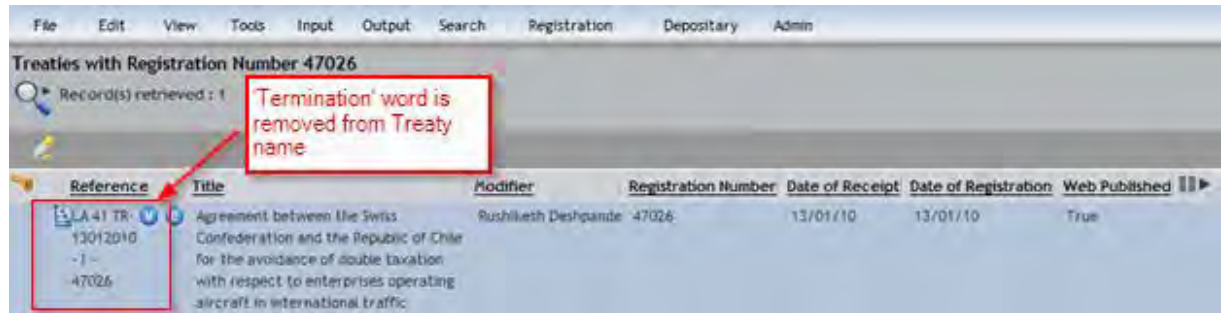 File Edit View Tools Input Output Search Registration Depositary Admin
Treaties with Registration Number 47026
Record(s) retrieved : 1
'Termination' word is
removed from Treaty
name
Reference Title Modifier Registration Number Date of Receipt Date of Registration Web Published
LA 41 TR- Agreement between the Swiss Rushikesh Deshpande 47026 13/01/10 13/01/10 True
13012010 Confederation and the Republic of Chile
- I - for the avoidance of double taxation
47026 with respect to enterprises operating
aircraft in international traffic